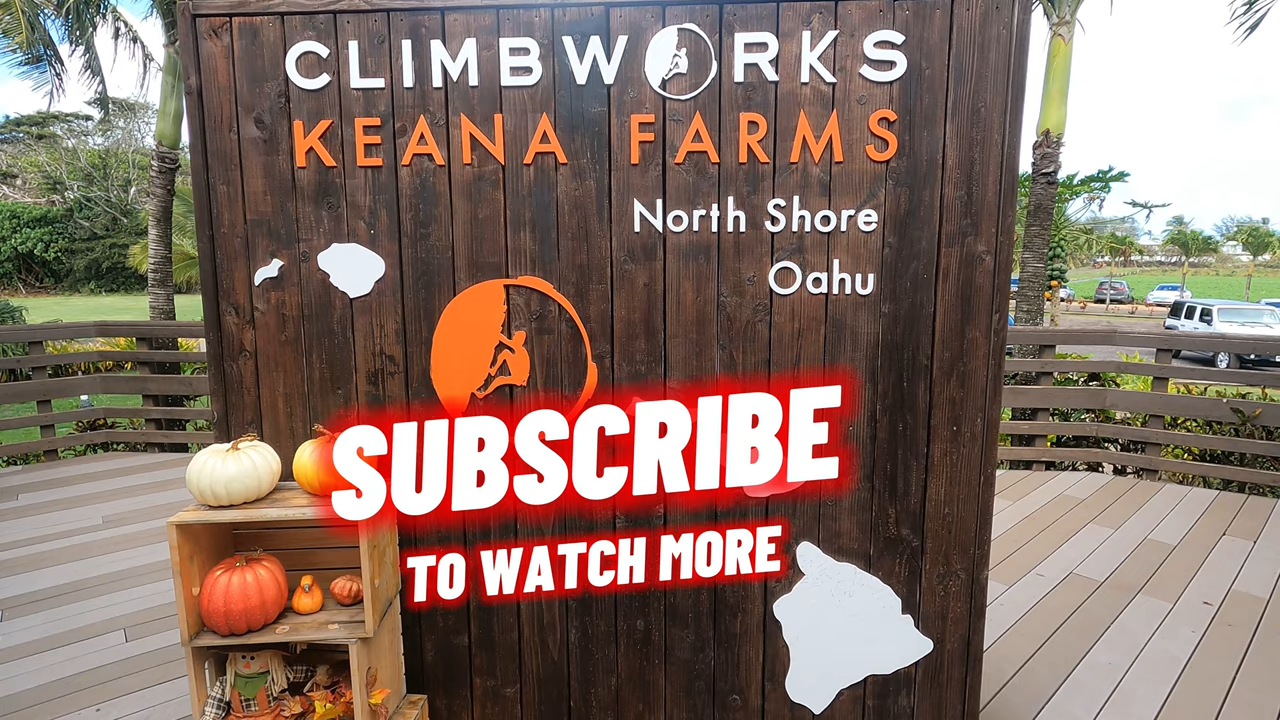 CLIMBWORKS
KEANA FARMS
North Shore
Oahu
SUBSCRIBE
TO WATCH MORE